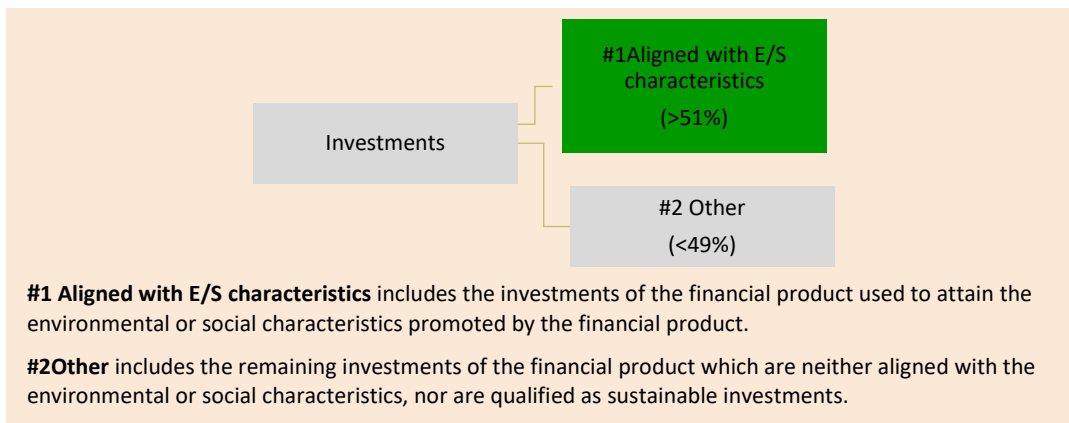 #1Aligned with E/S
characteristics
(>51%)
Investments
#2 Other
(<49%)
#1 Aligned with E/S characteristics includes the investments of the financial product used to attain the
environmental or social characteristics promoted by the financial product.
#2Other includes the remaining investments of the financial product which are neither aligned with the
environmental or social characteristics, nor are qualified as sustainable investments.